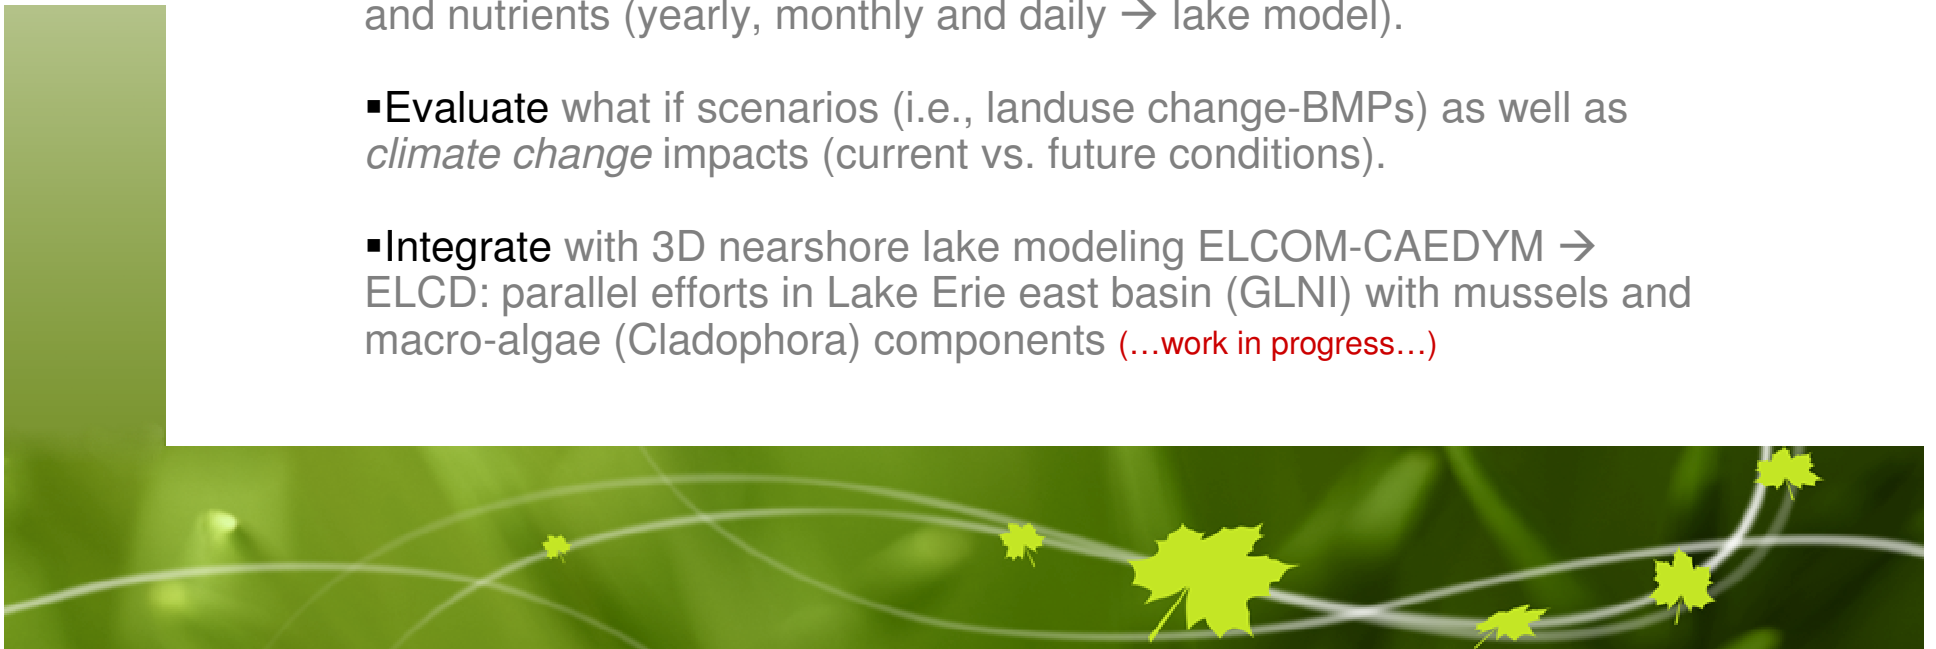 and nutrients (yearly, monthly and daily → lake model).
▪Evaluate what if scenarios (i.e., landuse change-BMPs) as well as
climate change impacts (current vs. future conditions).
▪Integrate with 3D nearshore lake modeling ELCOM-CAEDYM →
ELCD: parallel efforts in Lake Erie east basin (GLNI) with mussels and
macro-algae (Cladophora) components (…work in progress…)